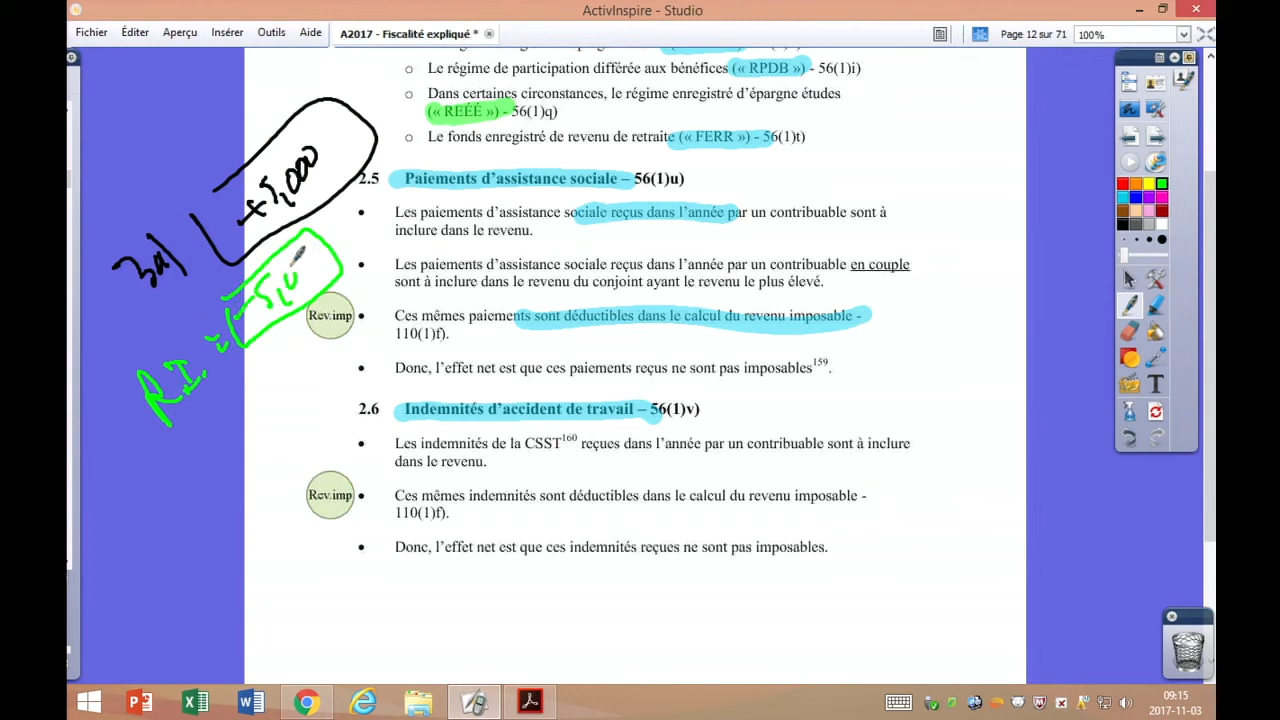 ActivInspire - Studio
Fichier Éditer Aperçu Insérer Outils Aide A2017 - Fiscalité expliqué * Page 12 sur 71 100%
o Le régime de participation différée aux bénéfices (« RPDB ») - 56(1)i)
o Dans certaines circonstances, le régime enregistré d'épargne études
(« REÉÉ ») - 56(1)q)
o Le fonds enregistré de revenu de retraite (« FERR ») - 56(1)t)
+5,000
2.5 Paiements d'assistance sociale – 56(1)u)
• Les paiements d'assistance sociale reçus dans l'année par un contribuable sont à
inclure dans le revenu.
3a)
• Les paiements d'assistance sociale reçus dans l'année par un contribuable en couple
sont à inclure dans le revenu du conjoint ayant le revenu le plus élevé.
Rev.imp • Ces mêmes paiements sont déductibles dans le calcul du revenu imposable -
110(1)f).
R.I.
• Donc, l'effet net est que ces paiements reçus ne sont pas imposables159.
2.6 Indemnités d'accident de travail – 56(1)v)
• Les indemnités de la CSST160 reçues dans l'année par un contribuable sont à inclure
dans le revenu.
Rev.imp • Ces mêmes indemnités sont déductibles dans le calcul du revenu imposable -
110(1)f).
• Donc, l'effet net est que ces indemnités reçues ne sont pas imposables.
09:15
2017-11-03